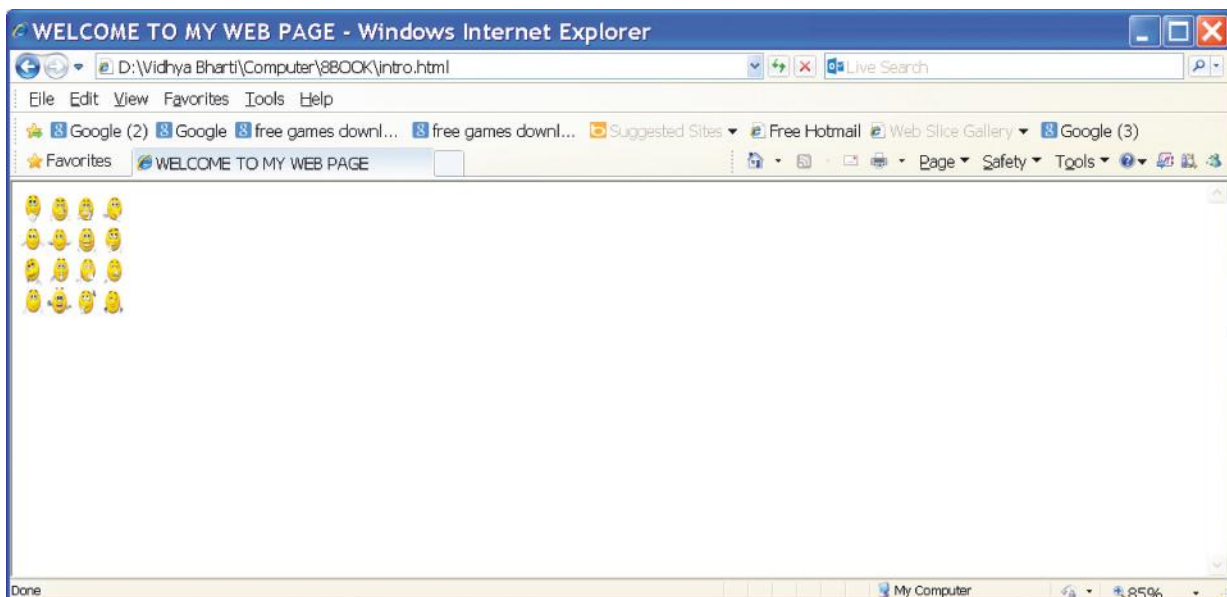 WELCOME TO MY WEB PAGE - Windows Internet Explorer
D:\Vidhya Bharti\Computer\8BOOK\intro.html Live Search
File Edit View Favorites Tools Help
Google (2) Google free games downl... free games downl... Suggested Sites Free Hotmail Web Slice Gallery Google (3)
Favorites WELCOME TO MY WEB PAGE Page Safety Tools
Done My Computer 85%